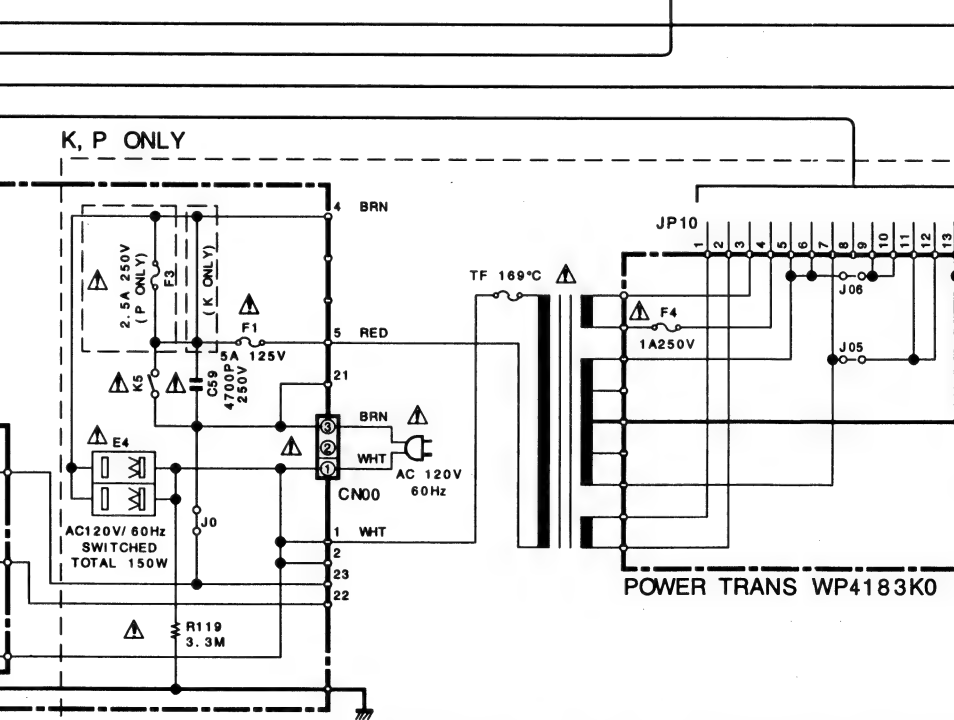 K, P ONLY
4 BRN
JP10
1 2 3 4 5 6 7 8 9 10 11 12 13
2.5A 250V
(P ONLY)
F3
(K ONLY)
TF 169°C
F1
5A 125V
5 RED
F4
1A250V
J06
J05
K5
C59
4700P
250V
21
BRN
3
2
1
WHT
AC 120V
60Hz
CN00
E4
J0
AC120V/60Hz
SWITCHED
TOTAL 150W
1 WHT
2
23
22
POWER TRANS WP4183K0
R119
3.3M